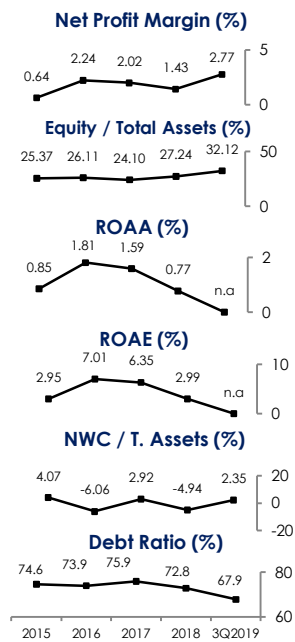 Net Profit Margin (%)
0.64 2.24 2.02 1.43 2.77 5
0
Equity / Total Assets (%)
25.37 26.11 24.10 27.24 32.12 50
0
ROAA (%)
0.85 1.81 1.59 0.77 n.a 2
0
ROAE (%)
2.95 7.01 6.35 2.99 n.a 10
0
NWC / T. Assets (%)
4.07 -6.06 2.92 -4.94 2.35 20
0
-20
Debt Ratio (%)
74.6 73.9 75.9 72.8 67.9 80
60
2015 2016 2017 2018 3Q2019